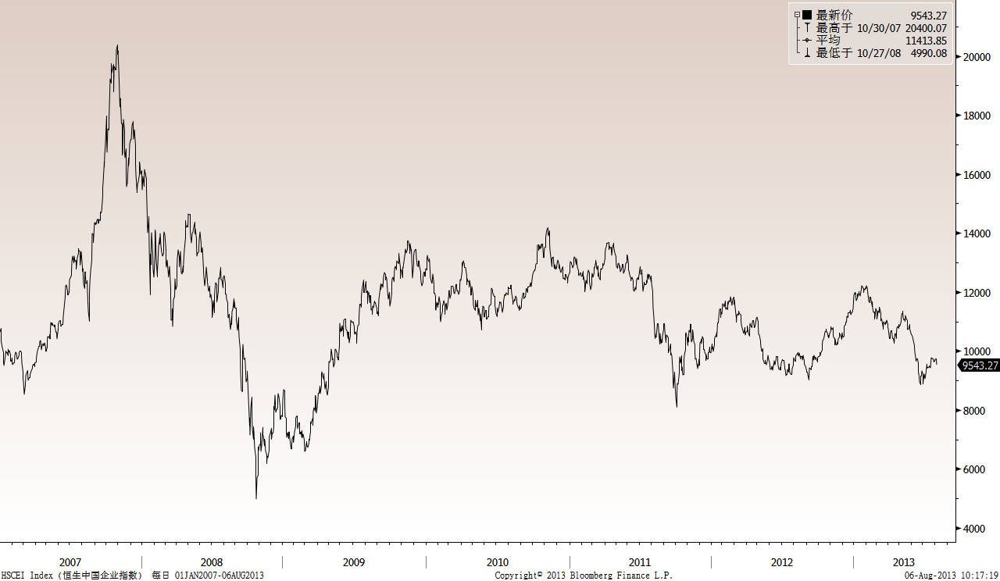 最新价 9543.27
最高于 10/30/07 20400.07
平均 11413.85
最低于 10/27/08 4990.08
20000
18000
16000
14000
12000
10000
9543.27
8000
6000
4000
2007 2008 2009 2010 2011 2012 2013
HSCEI Index (恒生中国企业指数) 每日 01JAN2007-06AUG2013 Copyright© 2013 Bloomberg Finance L.P. 06-Aug-2013 10:17:19